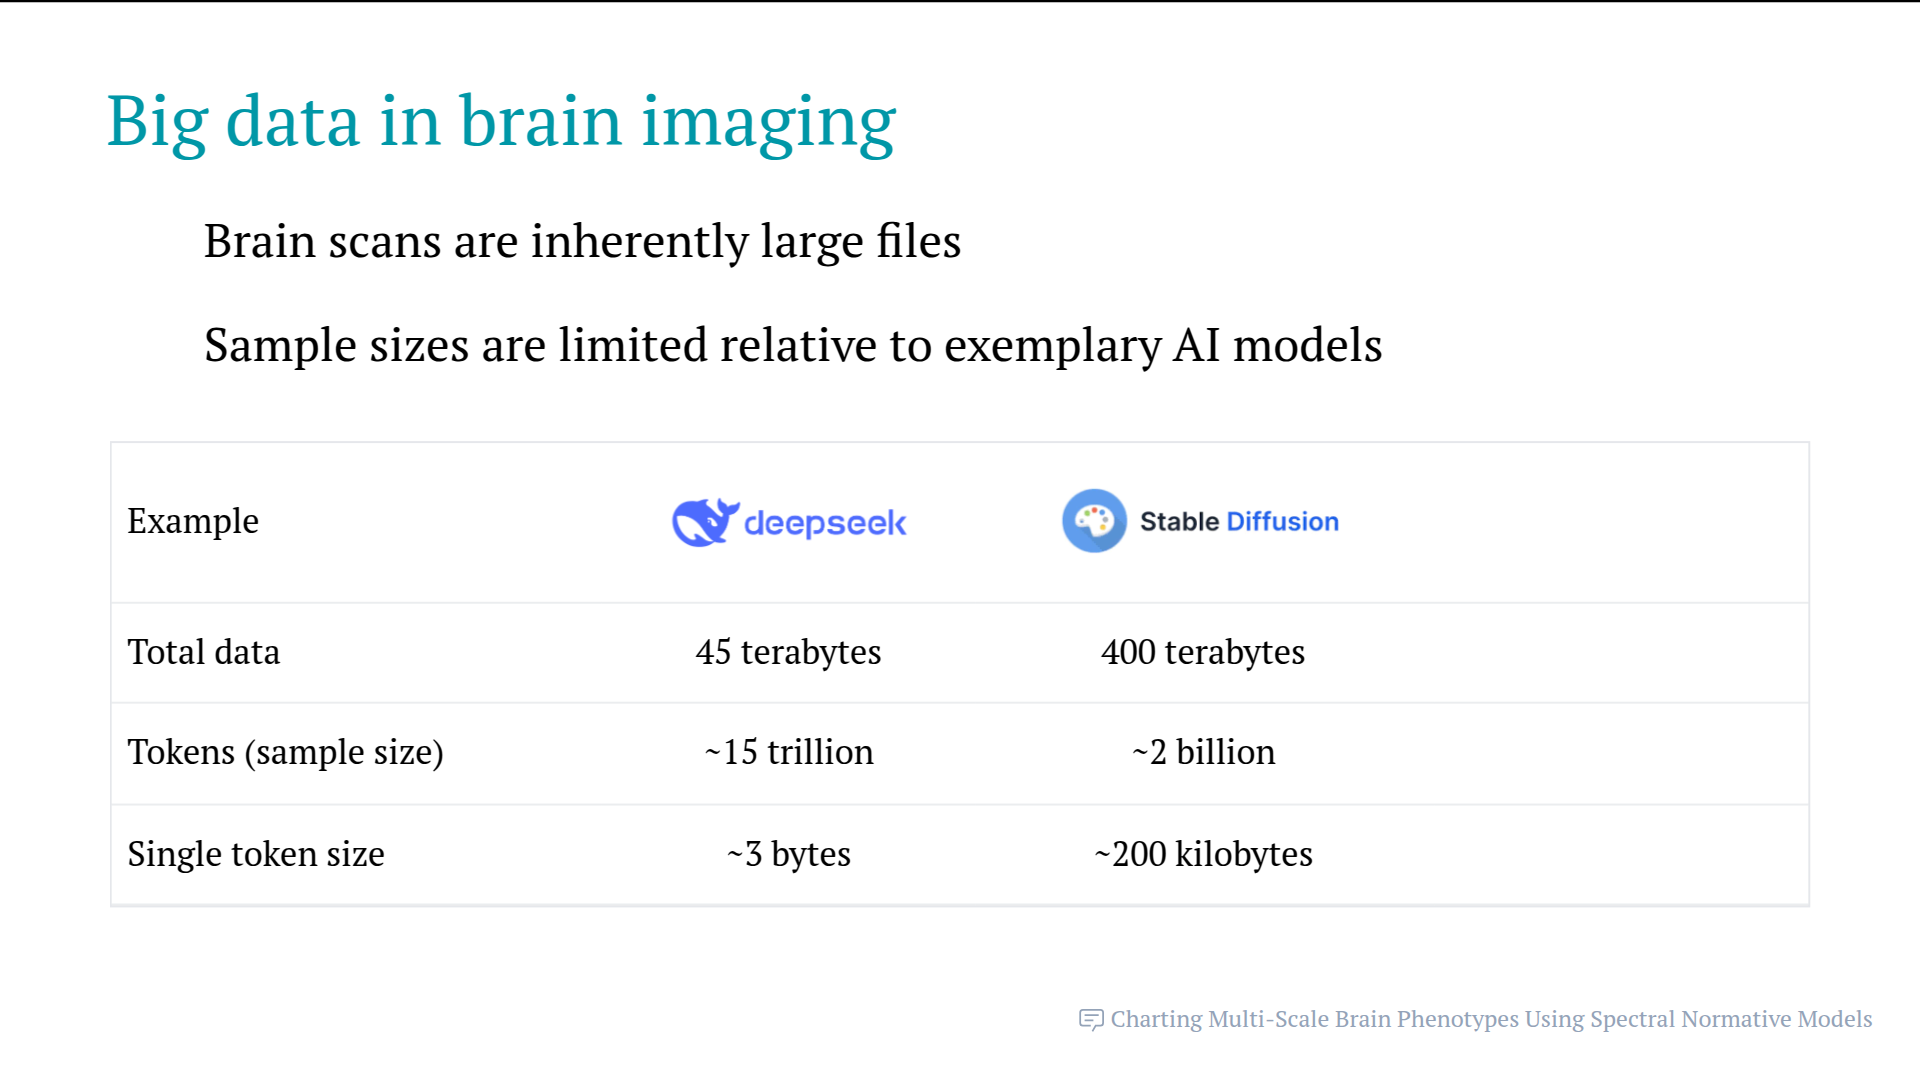 Big data in brain imaging
Brain scans are inherently large files
Sample sizes are limited relative to exemplary AI models
Example deepseek Stable Diffusion
Total data 45 terabytes 400 terabytes
Tokens (sample size) ~15 trillion ~2 billion
Single token size ~3 bytes ~200 kilobytes
Charting Multi-Scale Brain Phenotypes Using Spectral Normative Models